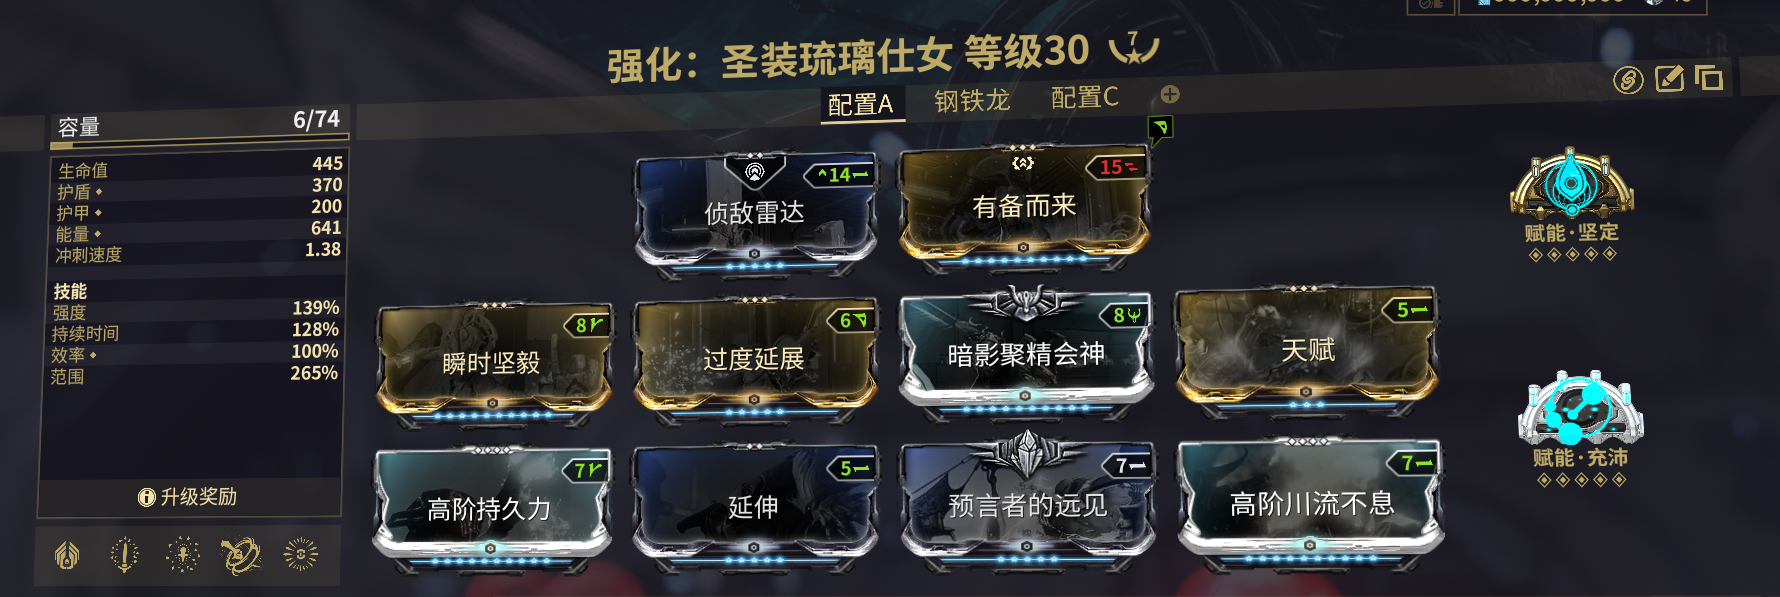 强化：圣装琉璃仕女 等级30
7
配置A 钢铁龙 配置C
容量 6/74
生命值 445
护盾 370
护甲 200
能量 641
冲刺速度 1.38
技能
强度 139%
持续时间 128%
效率 100%
范围 265%
升级奖励
14
侦敌雷达
15
有备而来
赋能·坚定
8
瞬时坚毅
6
过度延展
8
暗影聚精会神
5
天赋
7
高阶持久力
5
延伸
7
预言者的远见
7
高阶川流不息
赋能·充沛